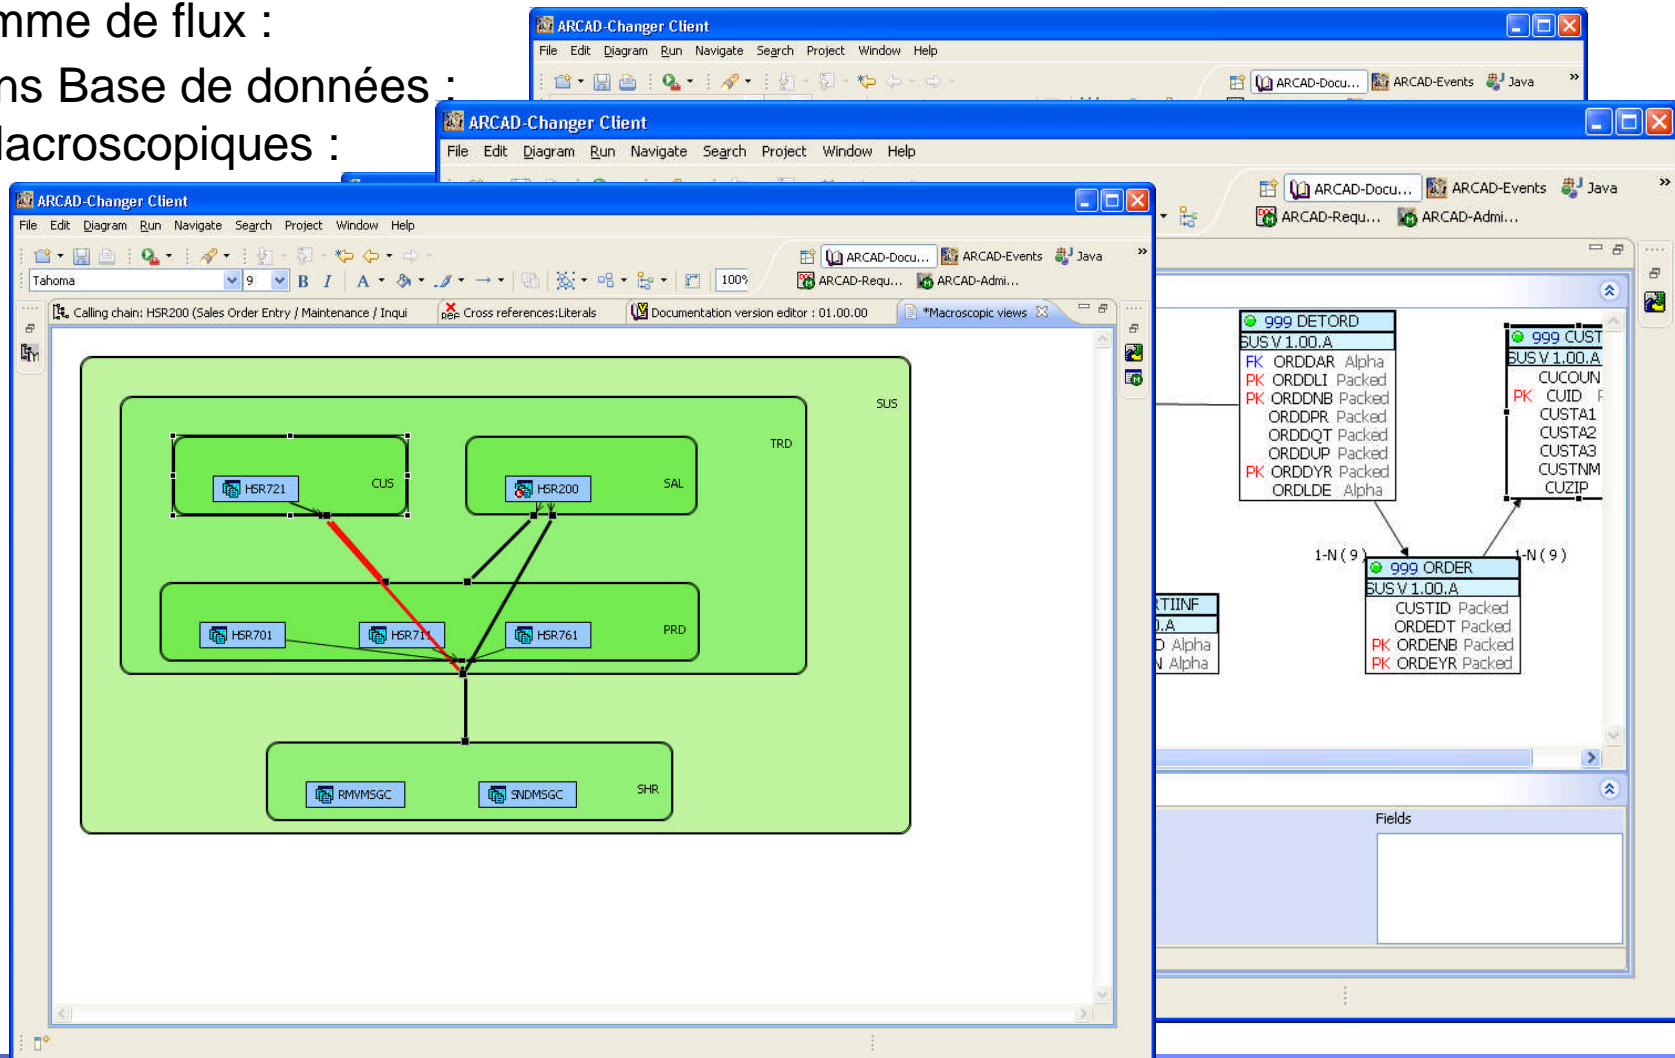 mme de flux :
ns Base de données :
lacroscopiques :
ARCAD-Changer Client
File Edit Diagram Run Navigate Search Project Window Help
ARCAD-Docu... ARCAD-Events Java »
ARCAD-Changer Client
File Edit Diagram Run Navigate Search Project Window Help
ARCAD-Docu... ARCAD-Events Java »
ARCAD-Requ... ARCAD-Admi...
ARCAD-Changer Client
File Edit Diagram Run Navigate Search Project Window Help
ARCAD-Docu... ARCAD-Events Java »
Tahoma 9 B I A 100%
ARCAD-Requ... ARCAD-Admi...
Calling chain: HSR200 (Sales Order Entry / Maintenance / Inqui
REF Cross references:Literals
Documentation version editor : 01.00.00
*Macroscopic views
SUS
TRD
CUS
HSR721
SAL
HSR200
PRD
HSR701
HSR711
HSR761
SHR
RMVMSGC
SNDMSGC
999 DETORD
SUS V 1.00.A
FK ORDDAR Alpha
PK ORDDLI Packed
PK ORDDNB Packed
ORDDPR Packed
ORDDQT Packed
ORDDUP Packed
PK ORDDYR Packed
ORDLDE Alpha
999 CUST
SUS V 1.00.A
CUCOUN
PK CUID P
CUSTA1
CUSTA2
CUSTA3
CUSTNM
CUZIP
1-N ( 9 )
1-N ( 9 )
999 ORDER
SUS V 1.00.A
CUSTID Packed
ORDEDT Packed
PK ORDENB Packed
PK ORDEYR Packed
TIINF
.A
D Alpha
N Alpha
Fields